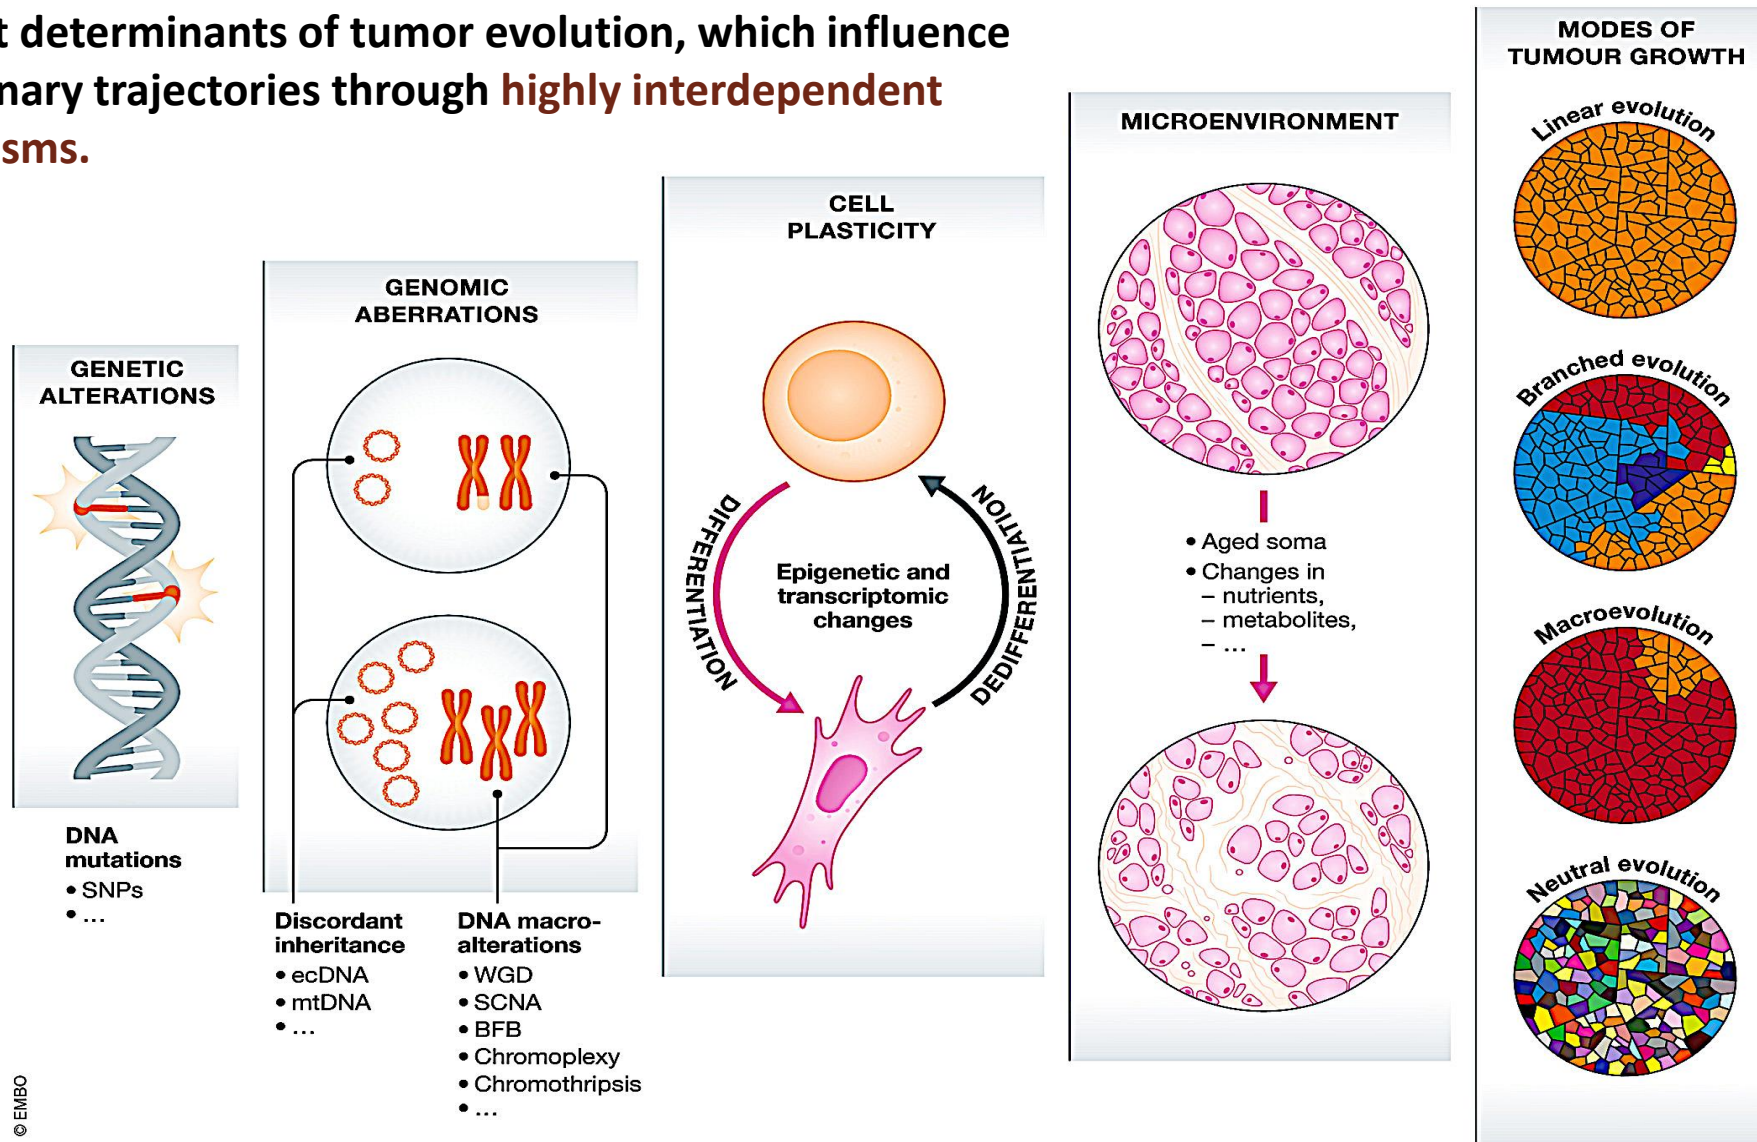 t determinants of tumor evolution, which influence
nary trajectories through highly interdependent
sms.
GENETIC
ALTERATIONS
DNA
mutations
• SNPs
• ...
GENOMIC
ABERRATIONS
Discordant
inheritance
• ecDNA
• mtDNA
• ...
DNA macro-
alterations
• WGD
• SCNA
• BFB
• Chromoplexy
• Chromothripsis
• ...
CELL
PLASTICITY
DIFFERENTIATION
Epigenetic and
transcriptomic
changes
DEDIFFERENTIATION
MICROENVIRONMENT
• Aged soma
• Changes in
– nutrients,
– metabolites,
– ...
MODES OF
TUMOUR GROWTH
Linear evolution
Branched evolution
Macroevolution
Neutral evolution
© EMBO